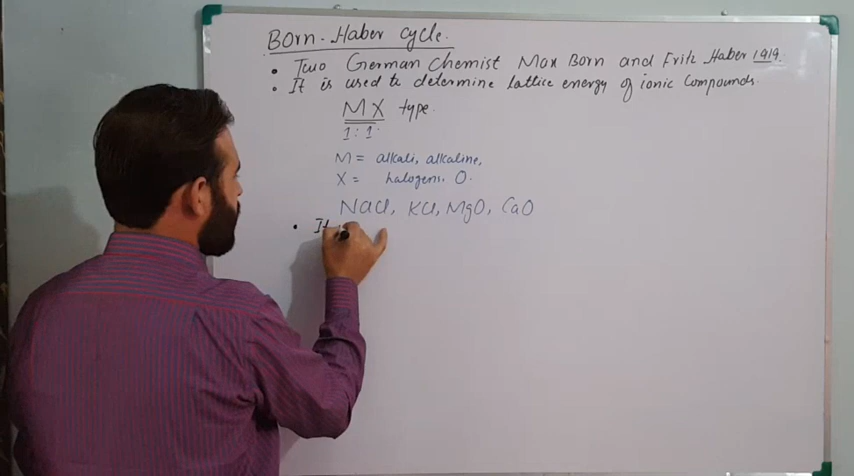 Born-Haber cycle.
• Two German Chemist Max Born and Fritz Haber 1919.
• It is used to determine lattice energy of ionic compounds.
MX type.
1:1.
M = alkali, alkaline,
X = halogens. O.
NaCl, KCl, MgO, CaO
• It